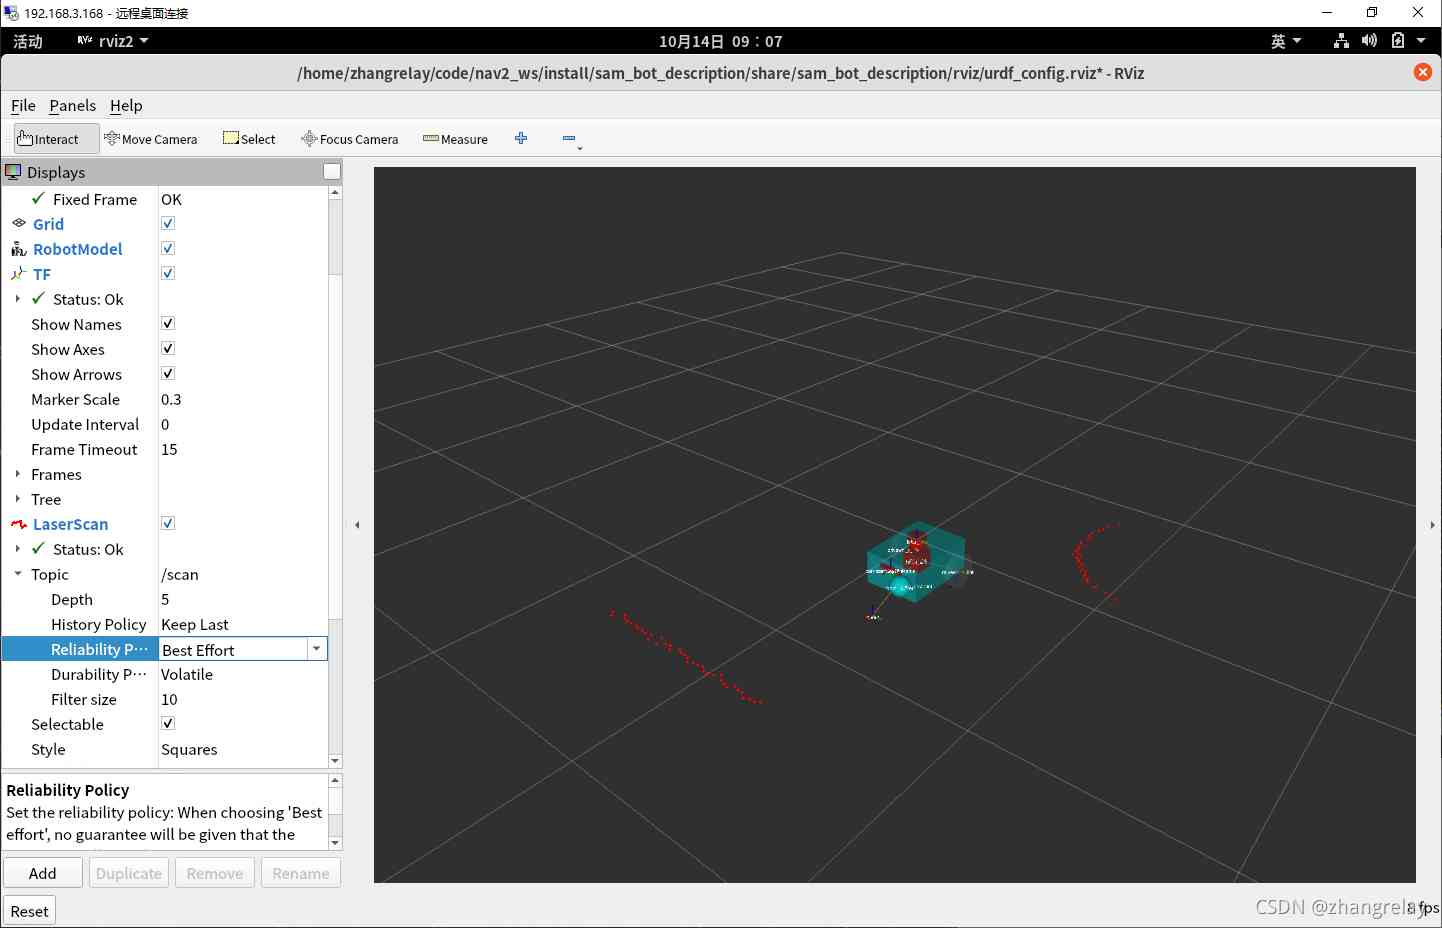 192.168.3.168 - 远程桌面连接
活动 RViz rviz2 10月14日 09：07 英
/home/zhangrelay/code/nav2_ws/install/sam_bot_description/share/sam_bot_description/rviz/urdf_config.rviz* - RViz
File Panels Help
Interact Move Camera Select Focus Camera Measure
Displays
Fixed Frame OK
Grid
RobotModel
TF
Status: Ok
Show Names
Show Axes
Show Arrows
Marker Scale 0.3
Update Interval 0
Frame Timeout 15
Frames
Tree
LaserScan
Status: Ok
Topic /scan
Depth 5
History Policy Keep Last
Reliability P··· Best Effort
Durability P··· Volatile
Filter size 10
Selectable
Style Squares
Reliability Policy
Set the reliability policy: When choosing 'Best
effort', no guarantee will be given that the
Add Duplicate Remove Rename
Reset
CSDN @zhangrelay
fps